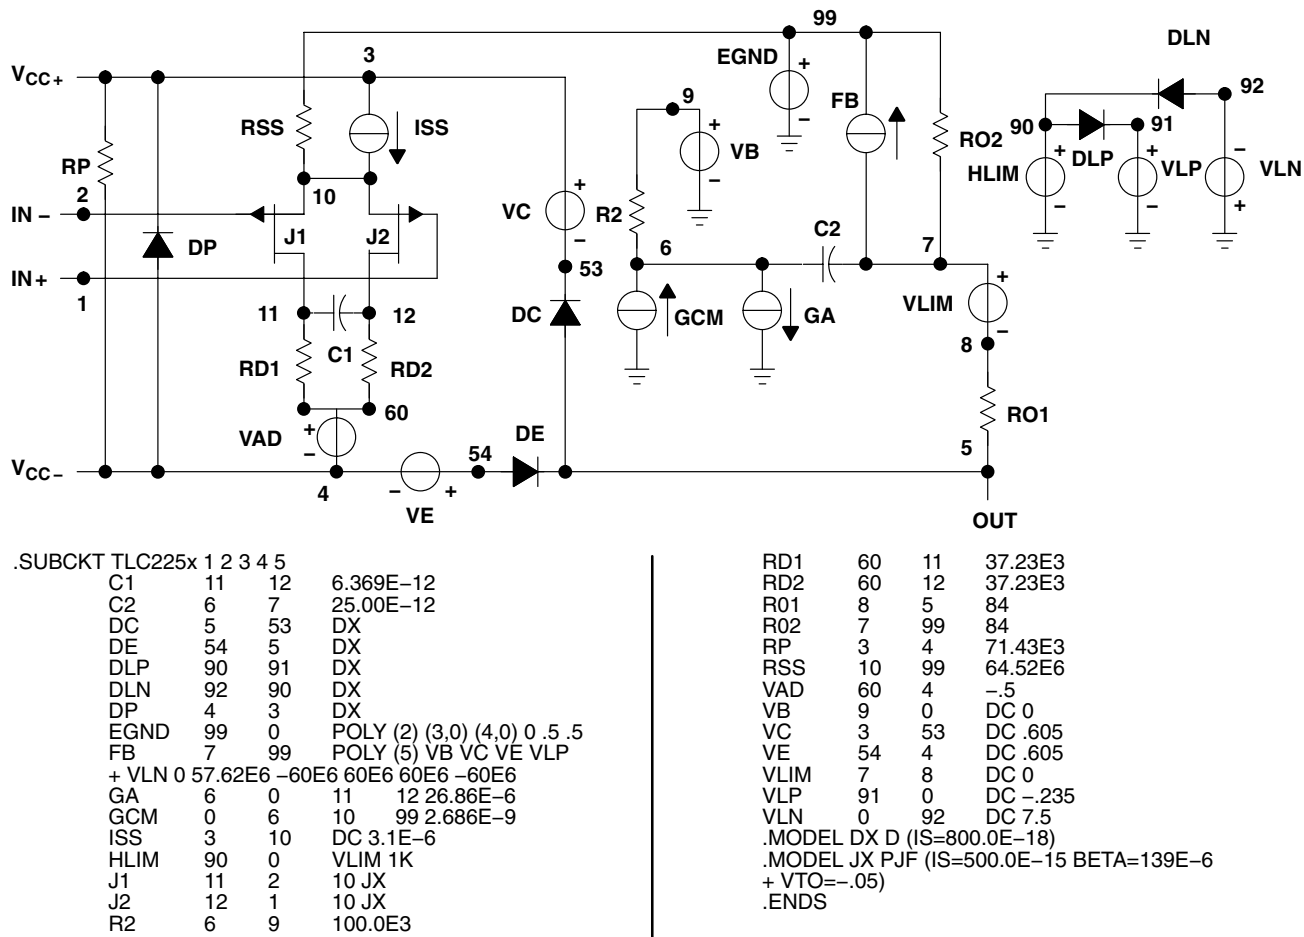 99
DLN
3
VCC+
EGND
+
−
92
9
FB
RSS
ISS
90
91
RO2
+
−
VB
+
DLP
+
−
RP
HLIM
−
VLP
−
VLN
+
2
10
IN −
VC
+
−
R2
C2
J1
J2
DP
6
7
IN+
53
+
1
GCM
GA
VLIM
−
11
12
DC
C1
8
RD1
RD2
60
RO1
VAD
+
−
DE
54
5
VCC−
4
−
+
VE
OUT
.SUBCKT TLC225x 1 2 3 4 5
C1 11 12 6.369E−12
C2 6 7 25.00E−12
DC 5 53 DX
DE 54 5 DX
DLP 90 91 DX
DLN 92 90 DX
DP 4 3 DX
EGND 99 0 POLY (2) (3,0) (4,0) 0 .5 .5
FB 7 99 POLY (5) VB VC VE VLP
+ VLN 0 57.62E6 −60E6 60E6 60E6 −60E6
GA 6 0 11 12 26.86E−6
GCM 0 6 10 99 2.686E−9
ISS 3 10 DC 3.1E−6
HLIM 90 0 VLIM 1K
J1 11 2 10 JX
J2 12 1 10 JX
R2 6 9 100.0E3
RD1 60 11 37.23E3
RD2 60 12 37.23E3
R01 8 5 84
R02 7 99 84
RP 3 4 71.43E3
RSS 10 99 64.52E6
VAD 60 4 −.5
VB 9 0 DC 0
VC 3 53 DC .605
VE 54 4 DC .605
VLIM 7 8 DC 0
VLP 91 0 DC −.235
VLN 0 92 DC 7.5
.MODEL DX D (IS=800.0E−18)
.MODEL JX PJF (IS=500.0E−15 BETA=139E−6
+ VTO=−.05)
.ENDS